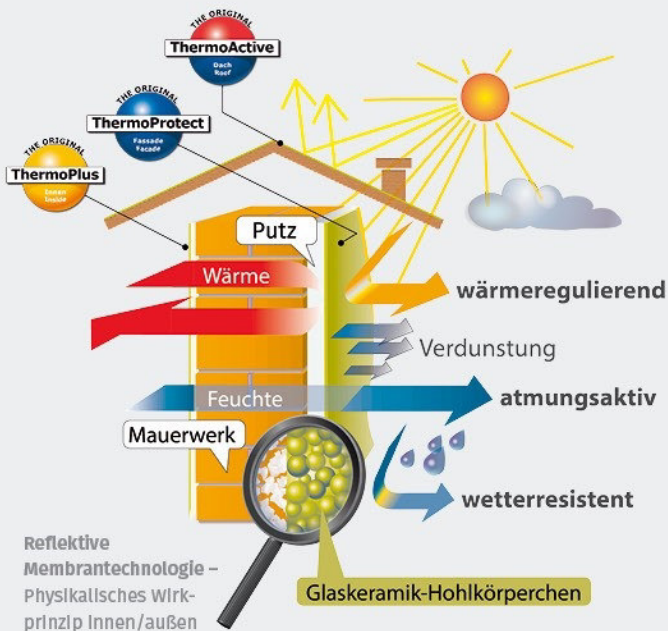 THE ORIGINAL
ThermoActive
Dach
Roof
THE ORIGINAL
ThermoProtect
Fassade
Facade
THE ORIGINAL
ThermoPlus
Innen
Inside
Putz
Wärme
wärmeregulierend
Verdunstung
Feuchte
atmungsaktiv
Mauerwerk
wetterresistent
Reflektive
Membrantechnologie –
Physikalisches Wirk-
prinzip innen/außen
Glaskeramik-Hohlkörperchen